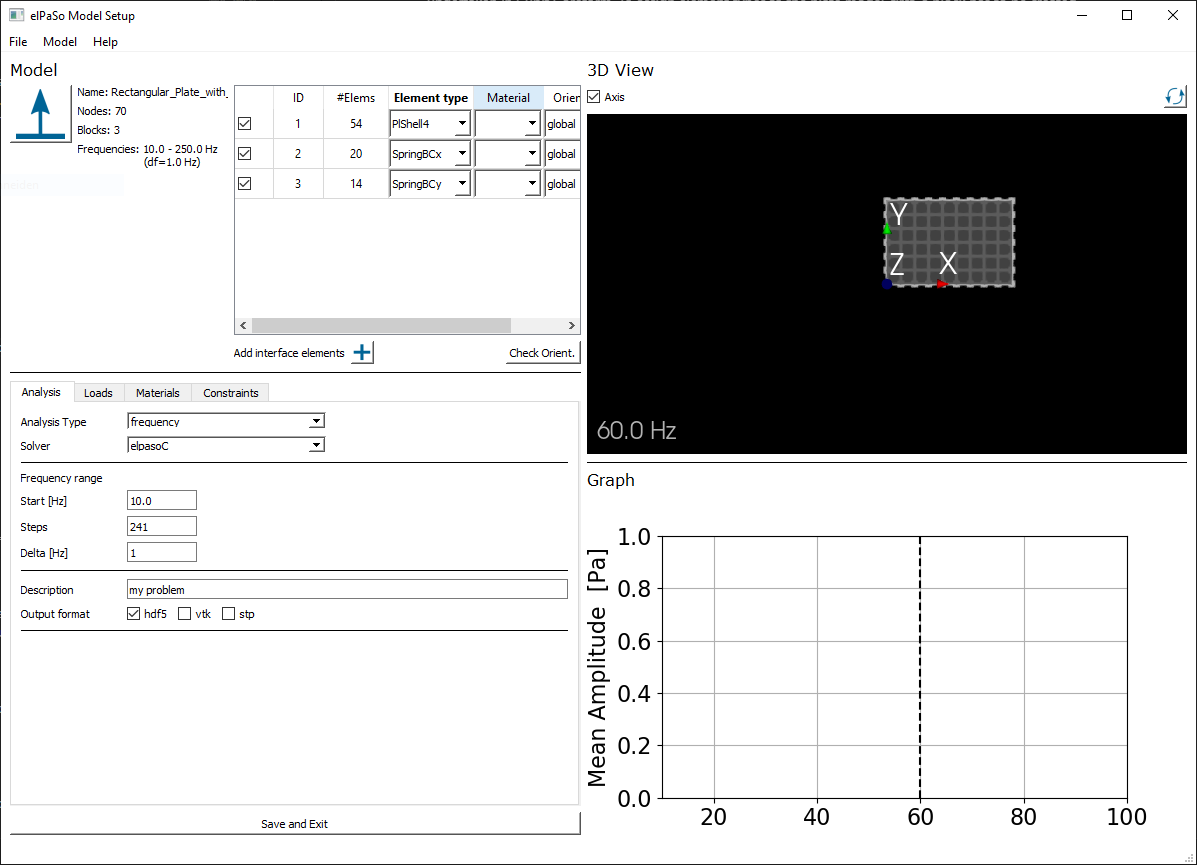 elPaSo Model Setup
File Model Help
Model
Name: Rectangular_Plate_with_
Nodes: 70
Blocks: 3
Frequencies: 10.0 - 250.0 Hz
(df=1.0 Hz)
ID #Elems Element type Material Orien
1 54 PlShell4 global
2 20 SpringBCx global
3 14 SpringBCy global
Add interface elements Check Orient.
Analysis Loads Materials Constraints
Analysis Type frequency
Solver elpasoC
Frequency range
Start [Hz] 10.0
Steps 241
Delta [Hz] 1
Description my problem
Output format hdf5 vtk stp
Save and Exit
3D View
Axis
Y
Z X
60.0 Hz
Graph
Mean Amplitude [Pa]
1.0
0.8
0.6
0.4
0.2
0.0
20 40 60 80 100